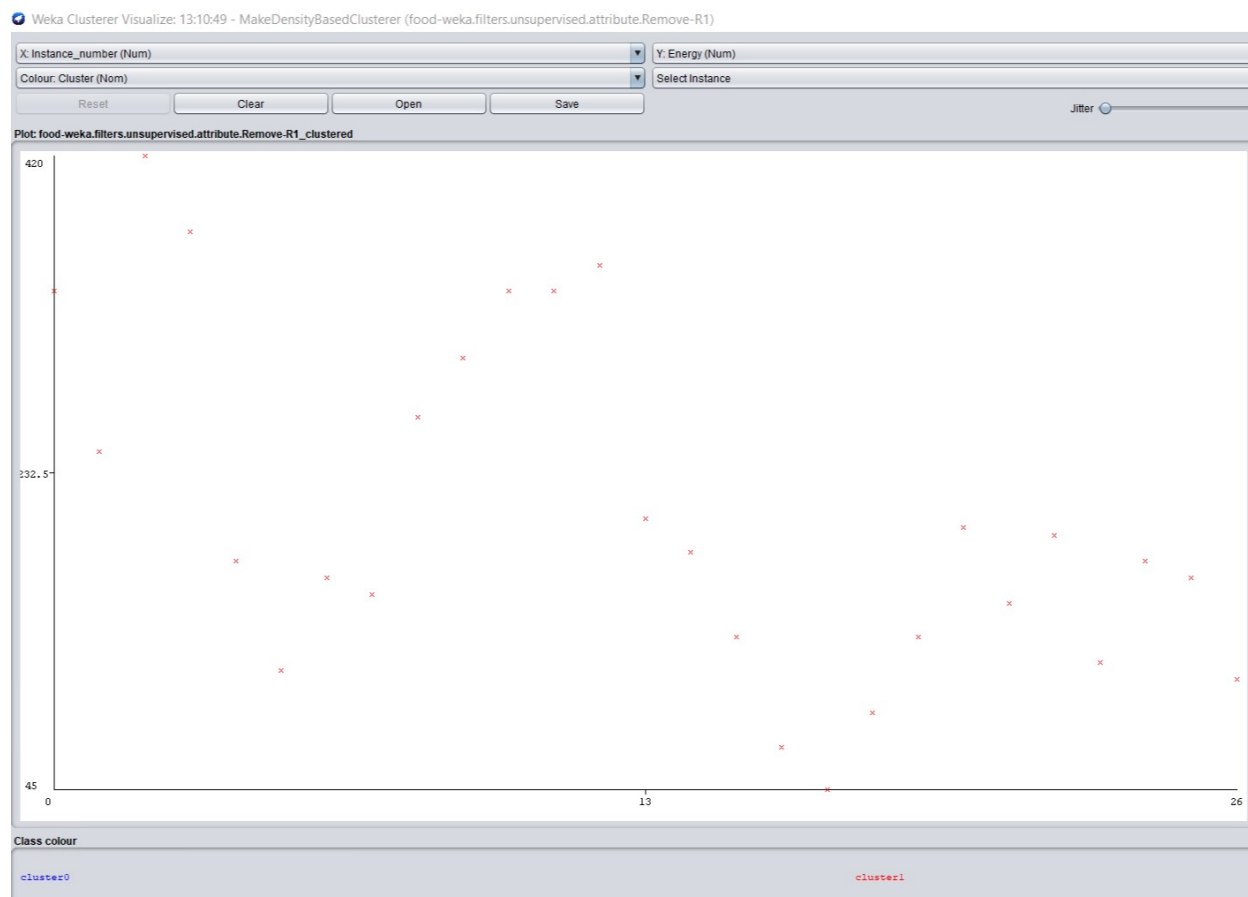 Weka Clusterer Visualize: 13:10:49 - MakeDensityBasedClusterer (food-weka.filters.unsupervised.attribute.Remove-R1)
X: Instance_number (Num) Y: Energy (Num)
Colour: Cluster (Nom) Select Instance
Reset Clear Open Save Jitter
Plot: food-weka.filters.unsupervised.attribute.Remove-R1_clustered
420
232.5
45
0 13 26
Class colour
cluster0 cluster1